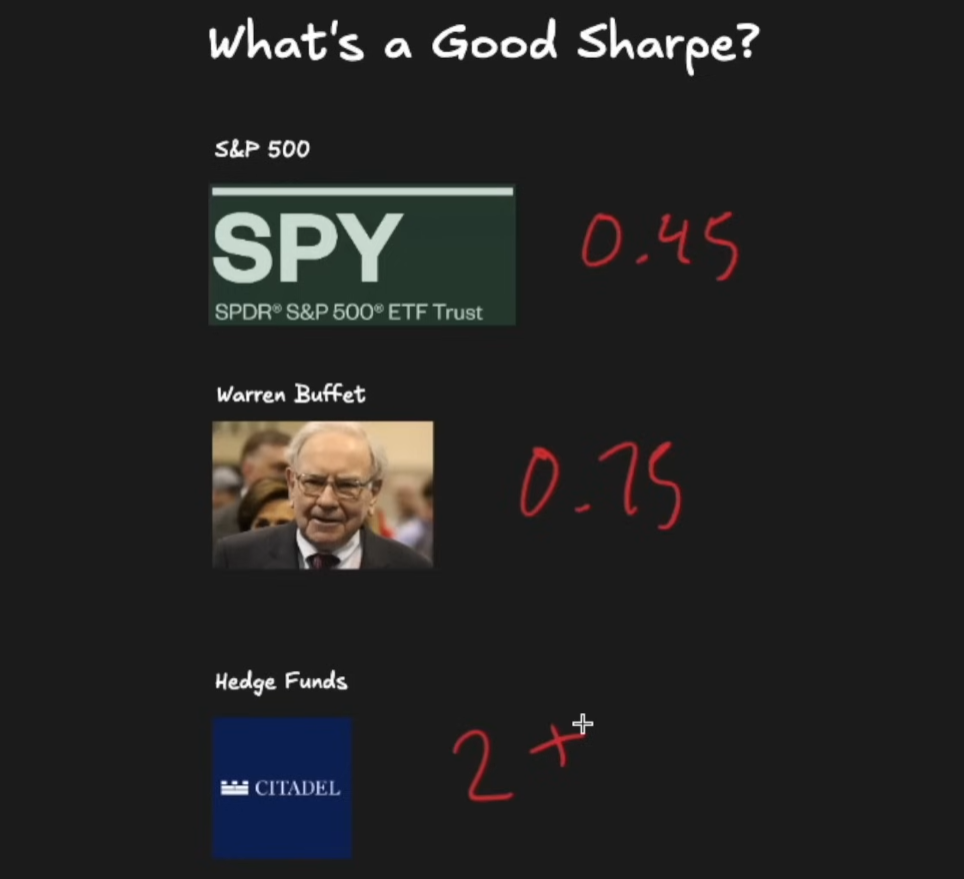 What's a Good Sharpe?
S&P 500
SPY
SPDR® S&P 500® ETF Trust
0.45
Warren Buffet
0.75
Hedge Funds
CITADEL
2+